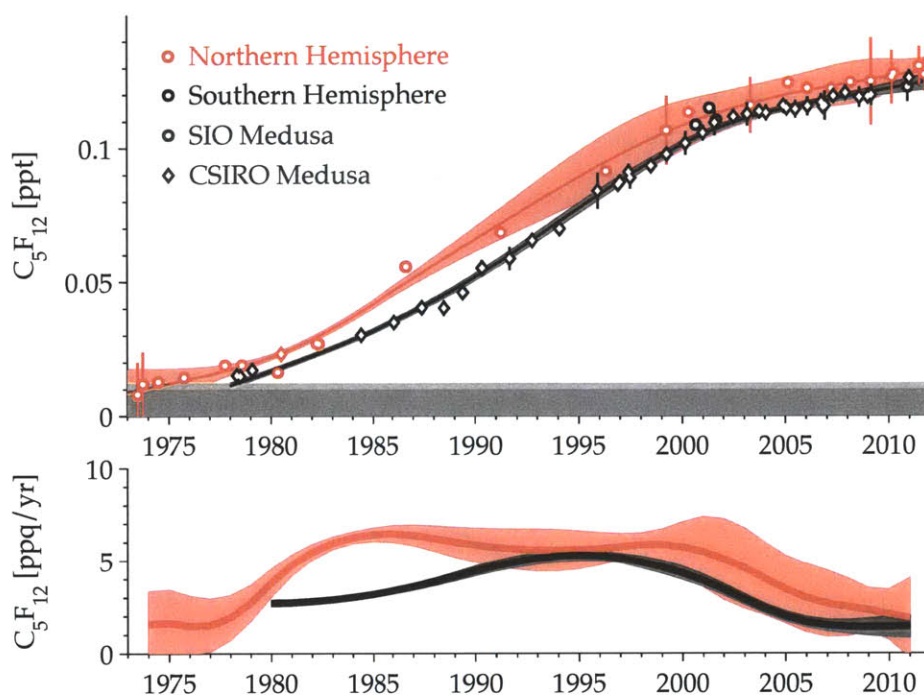 C₅F₁₂ [ppt]
0.1
0.05
0
Northern Hemisphere
Southern Hemisphere
SIO Medusa
CSIRO Medusa
1975 1980 1985 1990 1995 2000 2005 2010
C₅F₁₂ [ppq/yr]
10
5
0
1975 1980 1985 1990 1995 2000 2005 2010